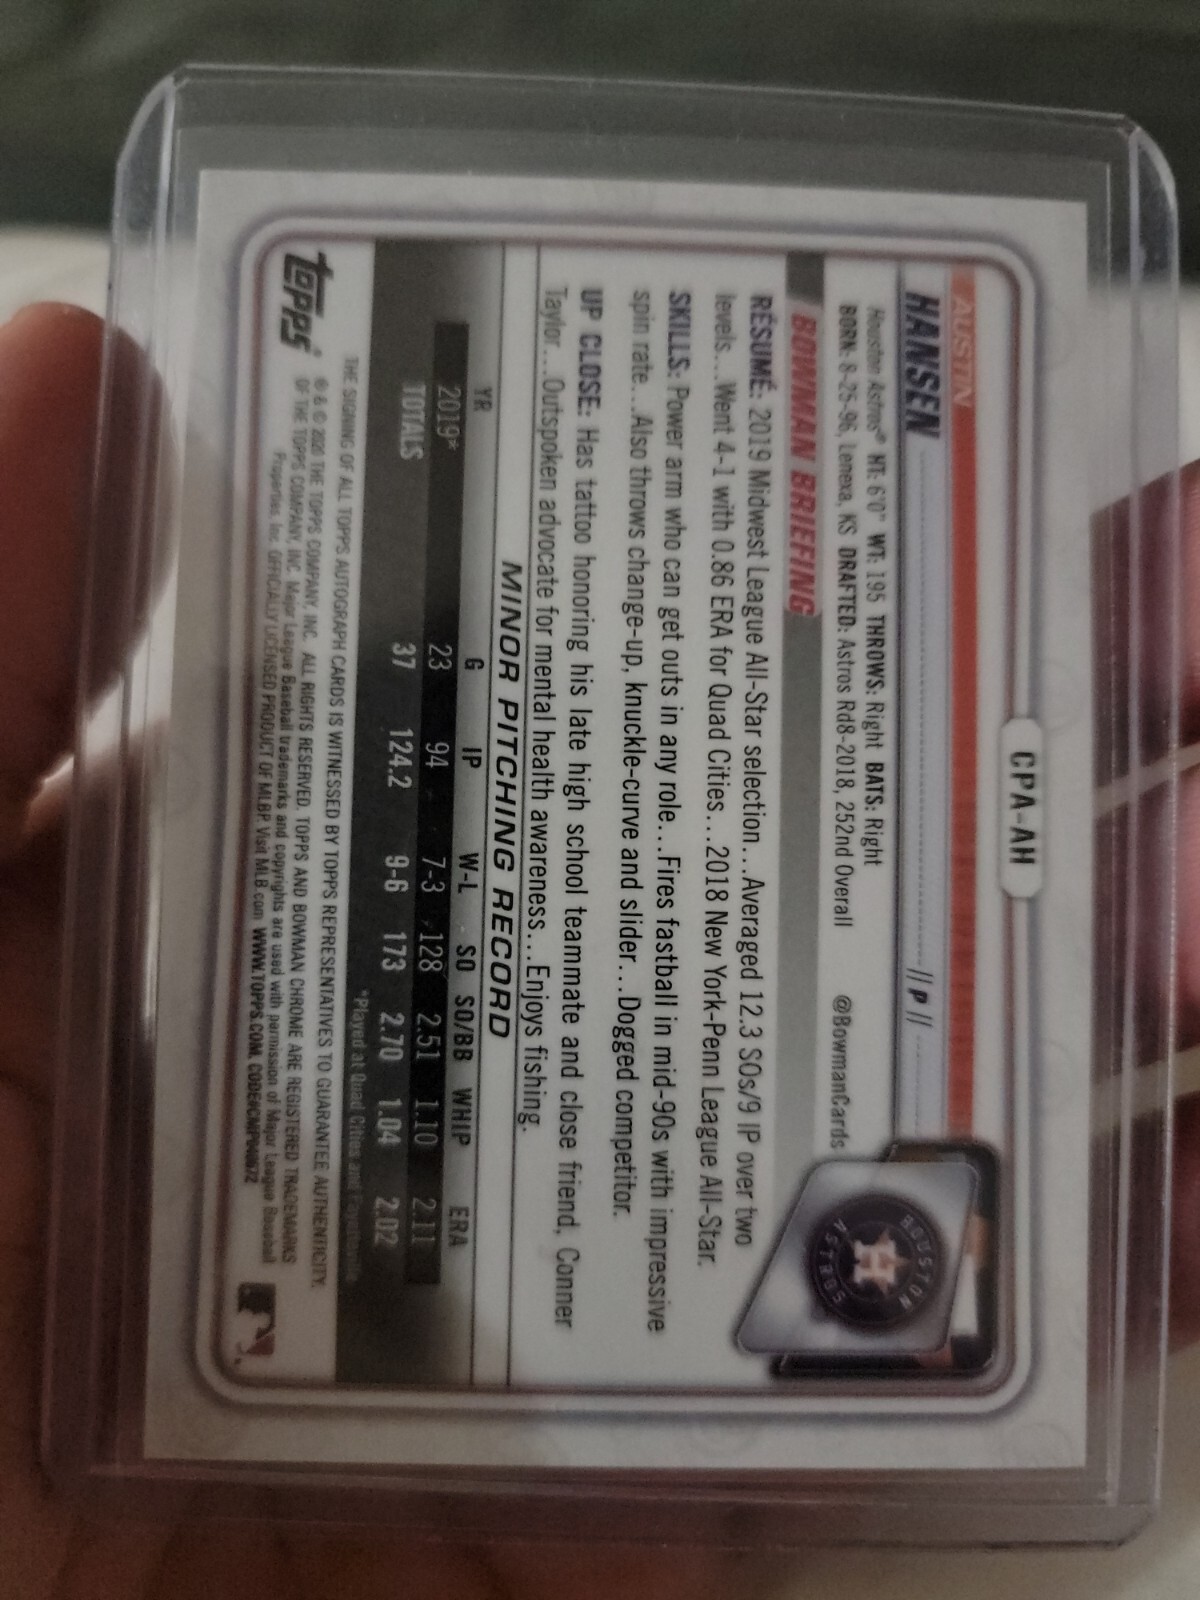 CPA-AH
AUSTIN
HANSEN
|| P ||
Houston Astros® HT: 6'0" WT: 195 THROWS: Right BATS: Right
BORN: 8-25-96, Lenexa, KS DRAFTED: Astros Rd8-2018, 252nd Overall
@BowmanCards
HOUSTON
H
ASTROS
BOWMAN BRIEFING
RÉSUMÉ: 2019 Midwest League All-Star selection...Averaged 12.3 SOs/9 IP over two
levels...Went 4-1 with 0.86 ERA for Quad Cities...2018 New York-Penn League All-Star.
SKILLS: Power arm who can get outs in any role...Fires fastball in mid-90s with impressive
spin rate...Also throws change-up, knuckle-curve and slider...Dogged competitor.
UP CLOSE: Has tattoo honoring his late high school teammate and close friend, Conner
Taylor...Outspoken advocate for mental health awareness...Enjoys fishing.
MINOR PITCHING RECORD
YR G IP W-L SO SO/BB WHIP ERA
2019* 23 94 7-3 128 2.51 1.10 2.11
TOTALS 37 124.2 9-6 173 2.70 1.04 2.02
*Played at Quad Cities and Fayetteville
THE SIGNING OF ALL TOPPS AUTOGRAPH CARDS IS WITNESSED BY TOPPS REPRESENTATIVES TO GUARANTEE AUTHENTICITY.
topps®
® & © 2020 THE TOPPS COMPANY, INC. ALL RIGHTS RESERVED. TOPPS AND BOWMAN CHROME ARE REGISTERED TRADEMARKS
OF THE TOPPS COMPANY, INC. Major League Baseball trademarks and copyrights are used with permission of Major League Baseball
Properties, Inc. OFFICIALLY LICENSED PRODUCT OF MLBP. Visit MLB.com WWW.TOPPS.COM. CODE#CMP040672